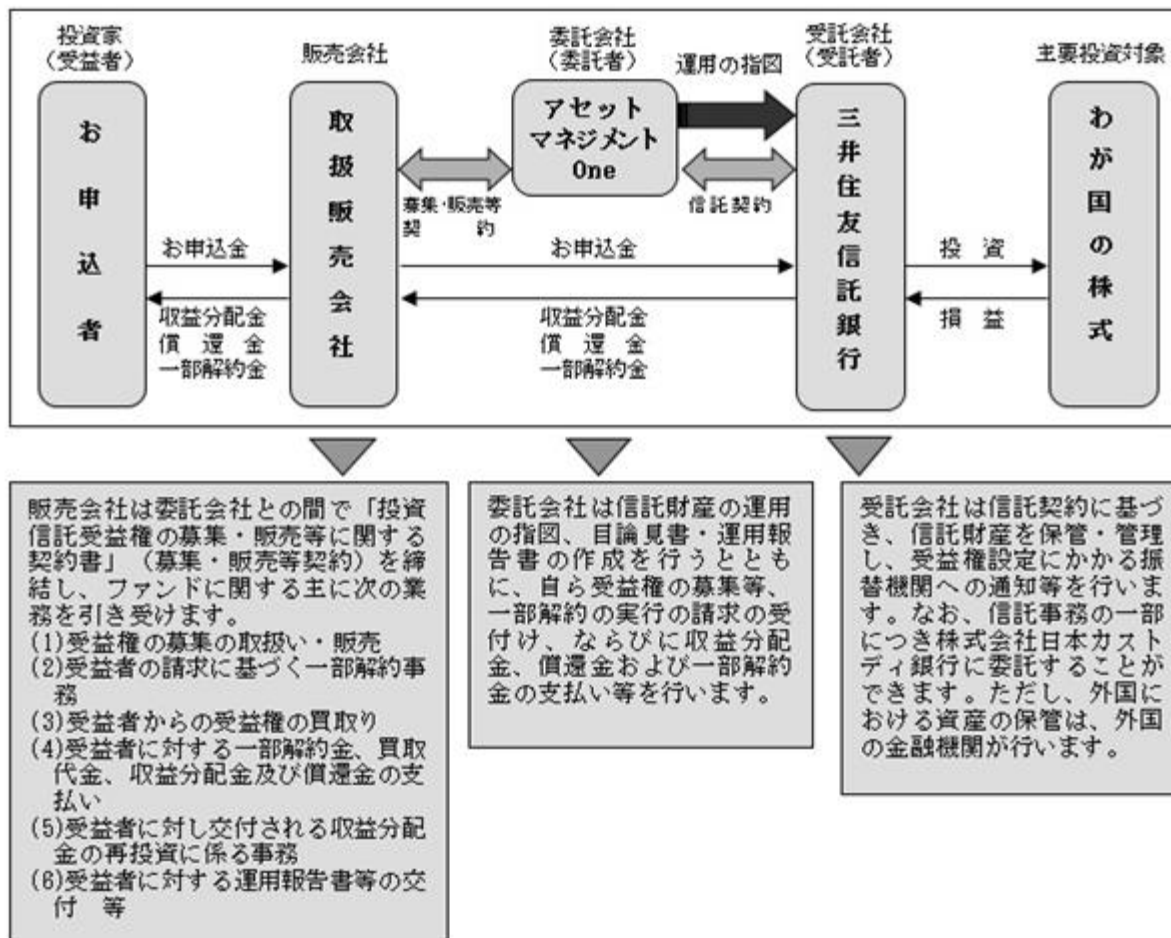 投資家
（受益者）
販売会社
委託会社
（委託者）
運用の指図
受託会社
（受託者）
主要投資対象
お申込者
取扱販売会社
アセット
マネジメント
One
三井住友信託銀行
わが国の株式
募集・販売等
契　　約
信託契約
お申込金
お申込金
投　資
収益分配金
償　還　金
一部解約金
収益分配金
償　還　金
一部解約金
損　益
販売会社は委託会社との間で「投資
信託受益権の募集・販売等に関する
契約書」（募集・販売等契約）を締
結し、ファンドに関する主に次の業
務を引き受けます。
(1)受益権の募集の取扱い・販売
(2)受益者の請求に基づく一部解約事
務
(3)受益者からの受益権の買取り
(4)受益者に対する一部解約金、買取
代金、収益分配金及び償還金の支
払い
(5)受益者に対し交付される収益分配
金の再投資に係る事務
(6)受益者に対する運用報告書等の交
付　等
委託会社は信託財産の運用
の指図、目論見書・運用報
告書の作成を行うととも
に、自ら受益権の募集等、
一部解約の実行の請求の受
付け、ならびに収益分配
金、償還金および一部解約
金の支払い等を行います。
受託会社は信託契約に基づ
き、信託財産を保管・管理
し、受益権設定にかかる振
替機関への通知等を行いま
す。なお、信託事務の一部
につき株式会社日本カスト
ディ銀行に委託することが
できます。ただし、外国に
おける資産の保管は、外国
の金融機関が行います。